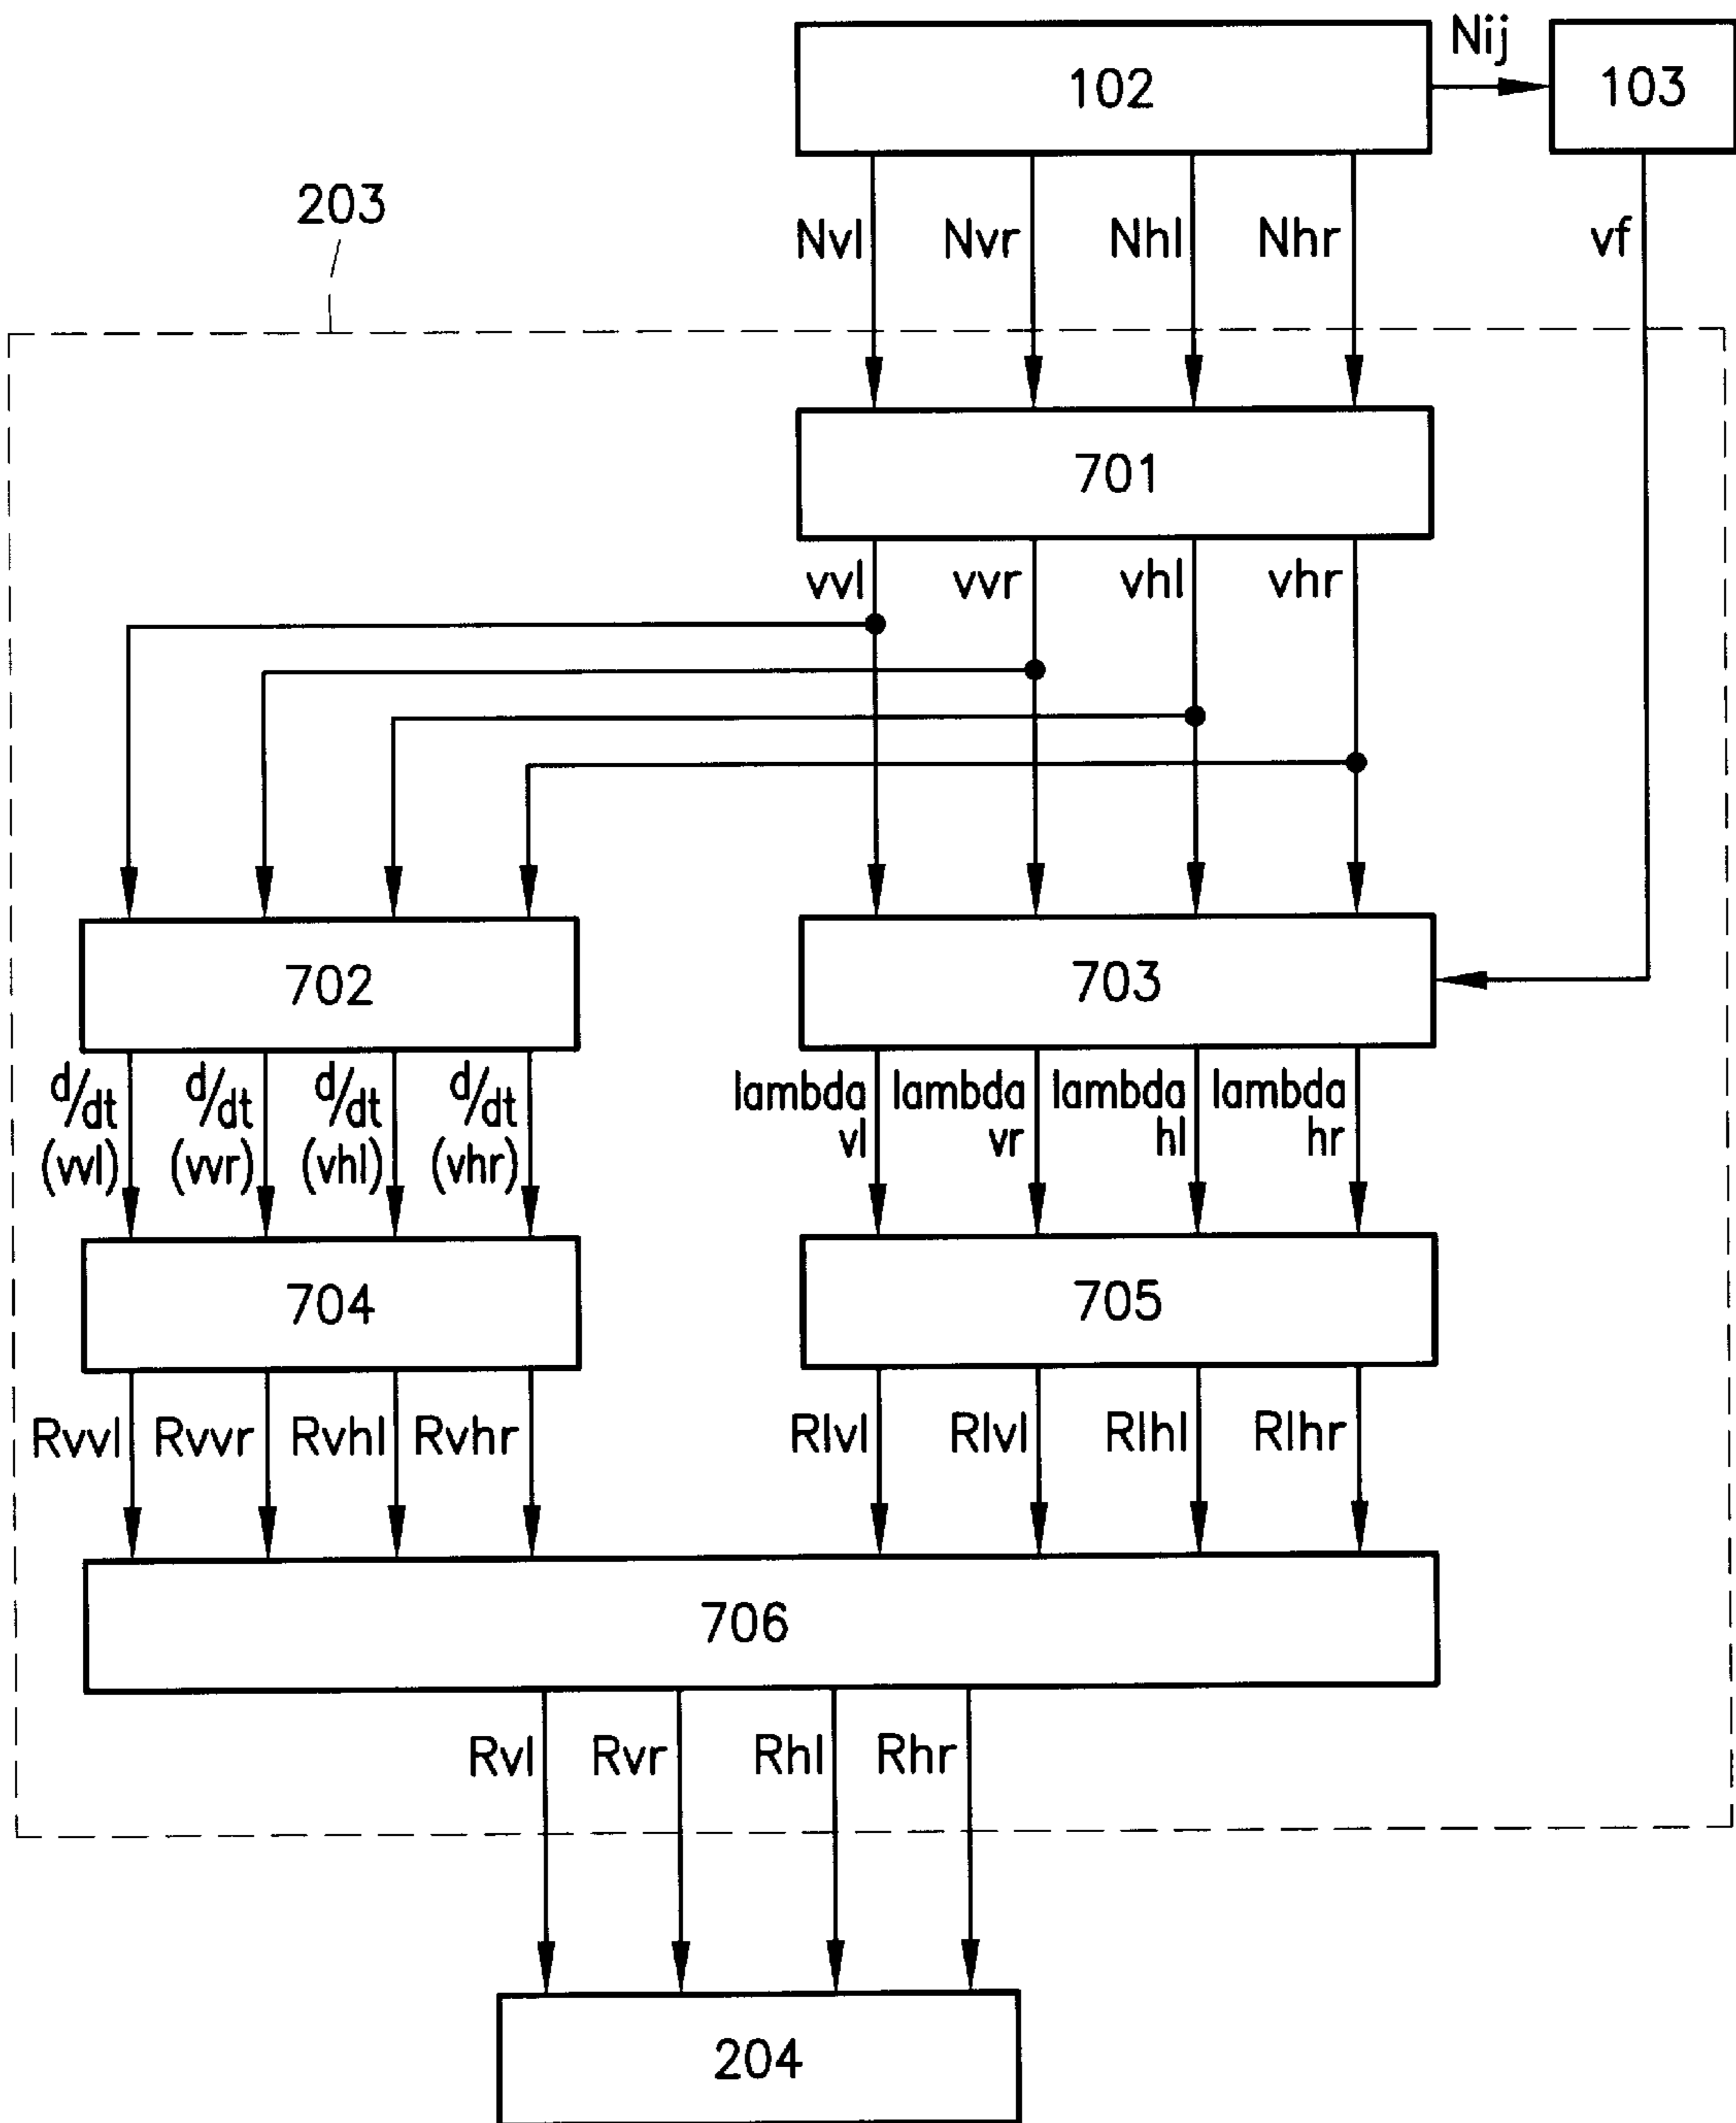 102 Nij 103
203
Nvl Nvr Nhl Nhr vf
701
vvl vvr vhl vhr
702 703
d/dt (vvl) d/dt (vvr) d/dt (vhl) d/dt (vhr) lambda vl lambda vr lambda hl lambda hr
704 705
Rvvl Rvvr Rvhl Rvhr Rlvl Rlvl Rlhl Rlhr
706
Rvl Rvr Rhl Rhr
204